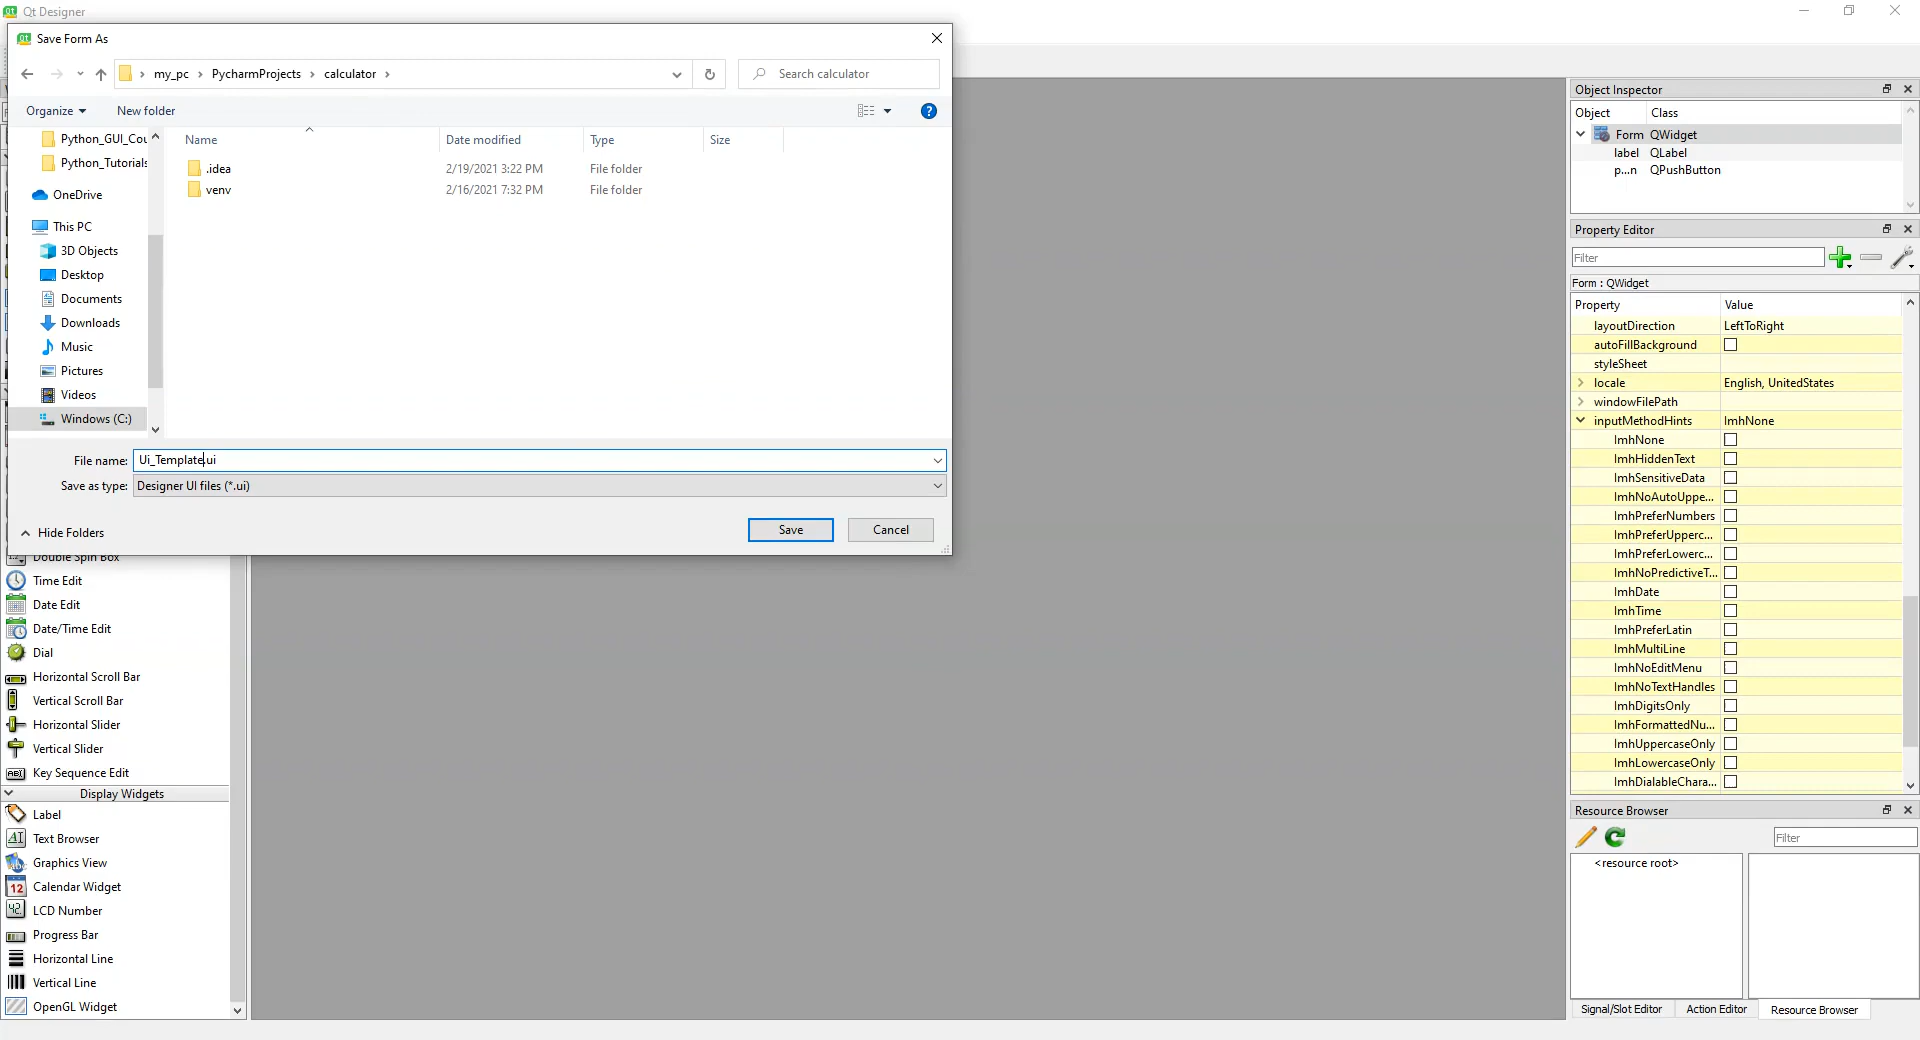 Qt Designer
Save Form As
my_pc › PycharmProjects › calculator ›
Search calculator
Organize
New folder
Python_GUI_Cou
Python_Tutorials
OneDrive
This PC
3D Objects
Desktop
Documents
Downloads
Music
Pictures
Videos
Windows (C:)
Name Date modified Type Size
.idea 2/19/2021 3:22 PM File folder
venv 2/16/2021 7:32 PM File folder
File name: Ui_Template.ui
Save as type: Designer UI files (*.ui)
Hide Folders
Save
Cancel
Double Spin Box
Time Edit
Date Edit
Date/Time Edit
Dial
Horizontal Scroll Bar
Vertical Scroll Bar
Horizontal Slider
Vertical Slider
Key Sequence Edit
Display Widgets
Label
Text Browser
Graphics View
Calendar Widget
LCD Number
Progress Bar
Horizontal Line
Vertical Line
OpenGL Widget
Object Inspector
Object Class
Form QWidget
label QLabel
p...n QPushButton
Property Editor
Filter
Form : QWidget
Property Value
layoutDirection LeftToRight
autoFillBackground
styleSheet
locale English, UnitedStates
windowFilePath
inputMethodHints ImhNone
ImhNone
ImhHiddenText
ImhSensitiveData
ImhNoAutoUppe...
ImhPreferNumbers
ImhPreferUpperc...
ImhPreferLowerc...
ImhNoPredictiveT...
ImhDate
ImhTime
ImhPreferLatin
ImhMultiLine
ImhNoEditMenu
ImhNoTextHandles
ImhDigitsOnly
ImhFormattedNu...
ImhUppercaseOnly
ImhLowercaseOnly
ImhDialableChara...
Resource Browser
Filter
<resource root>
Signal/Slot Editor
Action Editor
Resource Browser